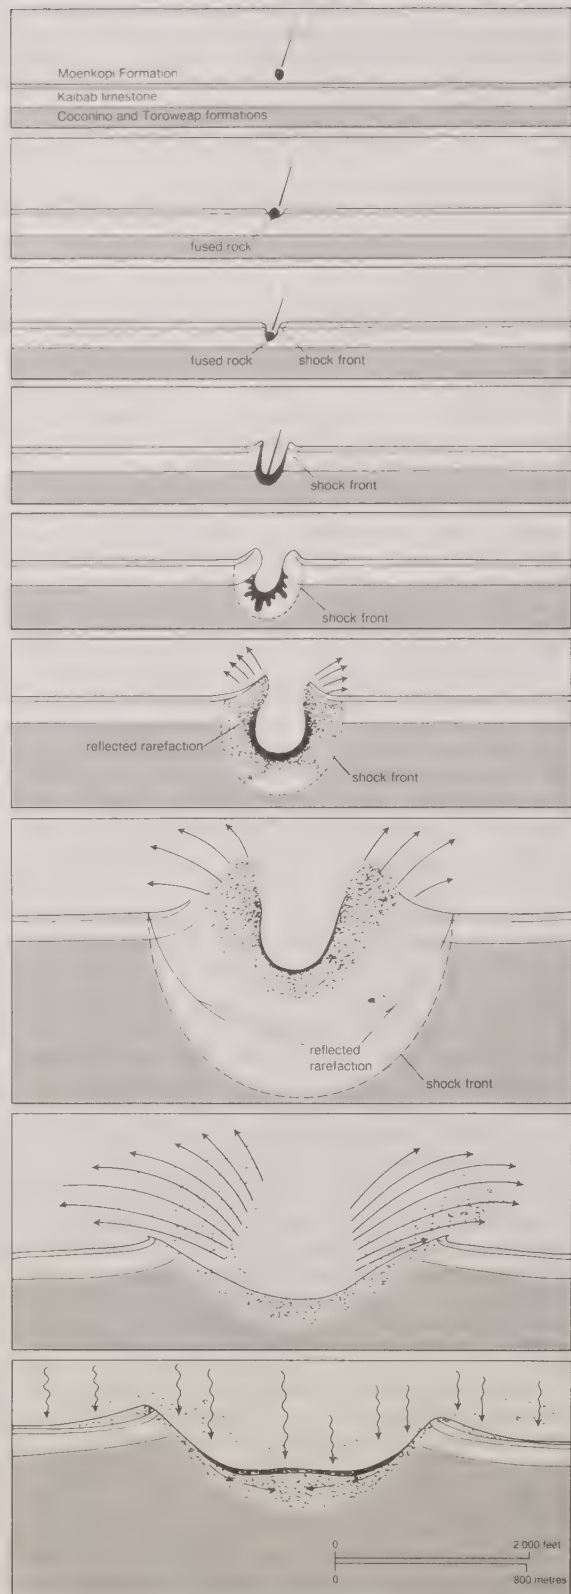 Moenkopi Formation
Kaibab limestone
Coconino and Toroweap formations
fused rock
fused rock shock front
shock front
shock front
reflected rarefaction
shock front
reflected
rarefaction
shock front
0 2 000 feet
0 800 metres